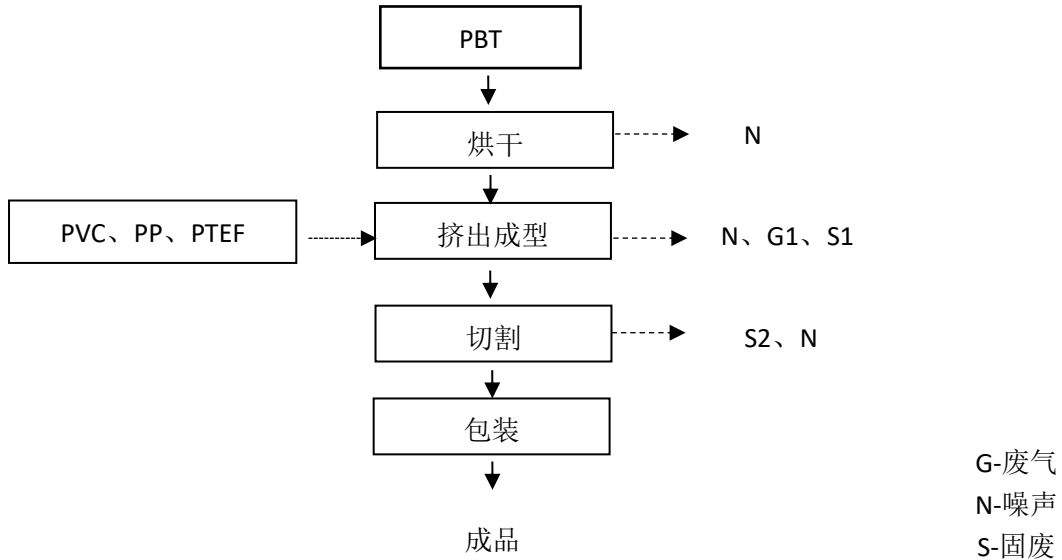 PBT
烘干
N
PVC、PP、PTEF
挤出成型
N、G1、S1
切割
S2、N
包装
成品
G-废气
N-噪声
S-固废